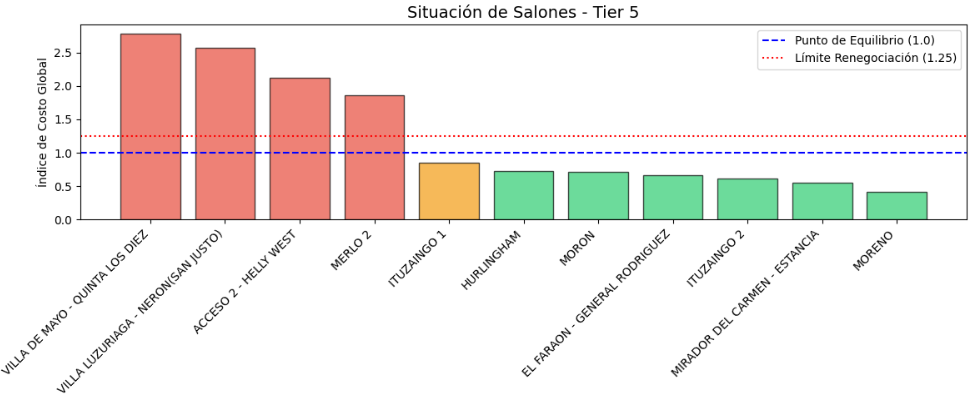 Situación de Salones - Tier 5
Índice de Costo Global
2.5
2.0
1.5
1.0
0.5
0.0
Punto de Equilibrio (1.0)
Límite Renegociación (1.25)
VILLA DE MAYO - QUINTA LOS DIEZ
VILLA LUZURIAGA - NERON(SAN JUSTO)
ACCESO 2 - HELLY WEST
MERLO 2
ITUZAINGO 1
HURLINGHAM
MORON
EL FARAON - GENERAL RODRIGUEZ
ITUZAINGO 2
MIRADOR DEL CARMEN - ESTANCIA
MORENO